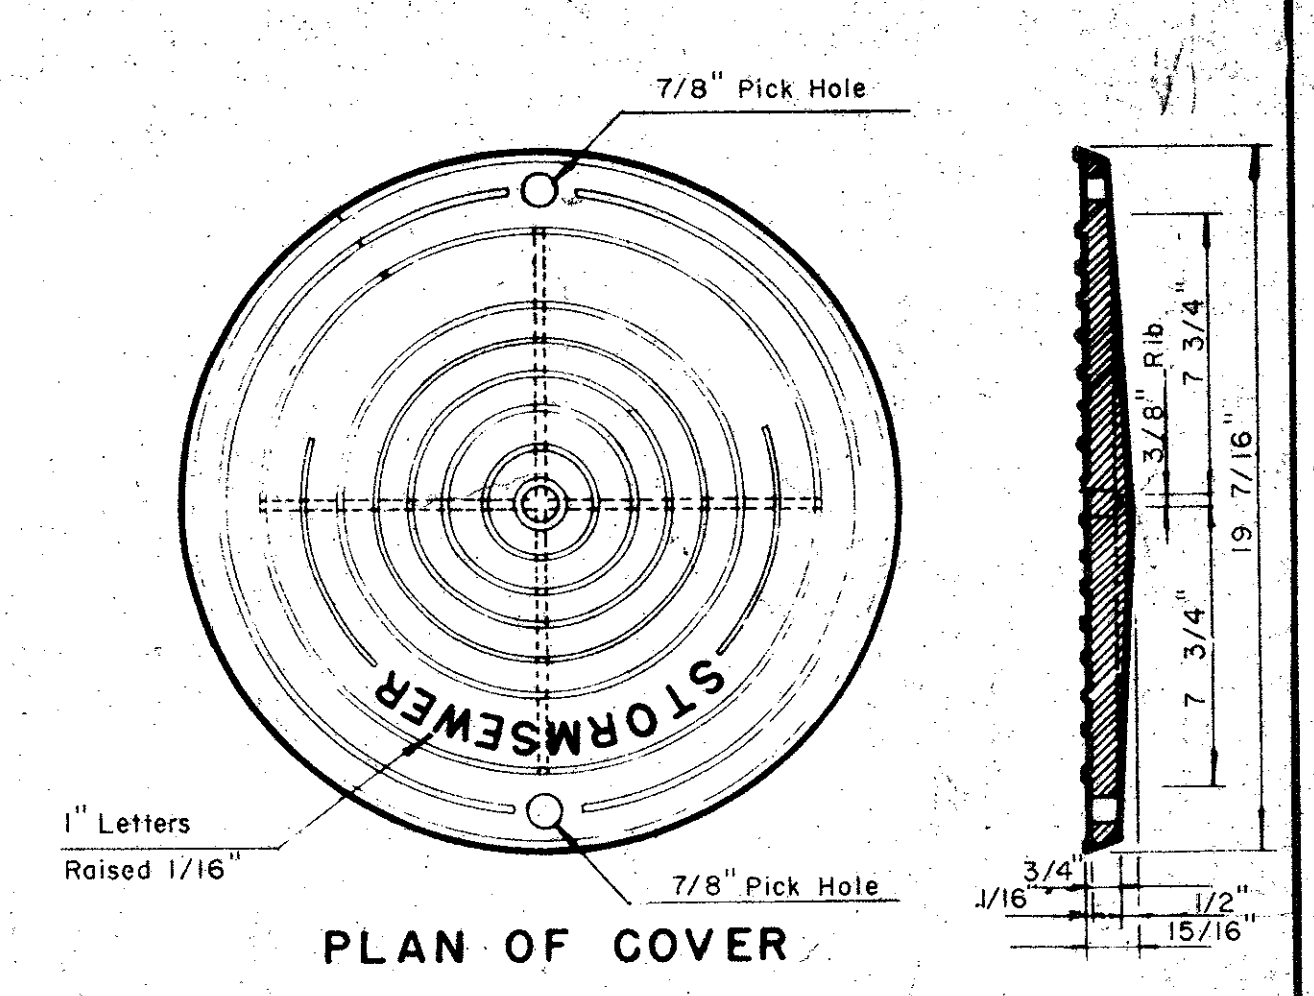 7/8" Pick Hole
3/8" Rib
7 3/4"
19 7/16"
7 3/4"
STORMSEWER
1" Letters
Raised 1/16"
7/8" Pick Hole
3/4"
1/16
1/2"
15/16"
PLAN OF COVER